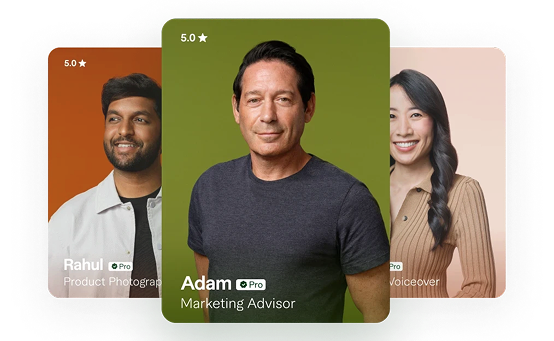 5.0
Rahul Pro
Product Photograp
5.0
Adam Pro
Marketing Advisor
Pro
Voiceover